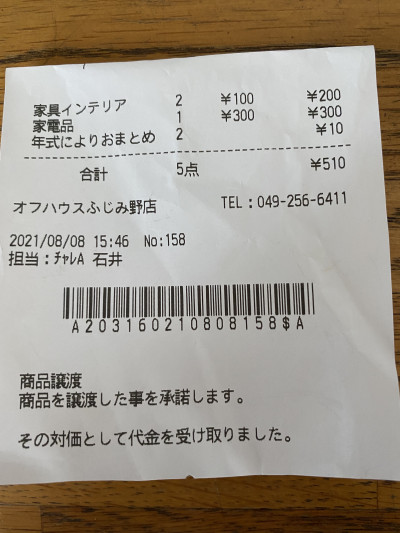 家具インテリア 2 ¥100 ¥200
家電品 1 ¥300 ¥300
年式によりおまとめ 2 ¥10
合計 5点 ¥510
オフハウスふじみ野店 TEL:049-256-6411
2021/08/08 15:46 No:158
担当:ﾁｬﾚA 石井
A203160210808158$A
商品譲渡
商品を譲渡した事を承諾します。
その対価として代金を受け取りました。